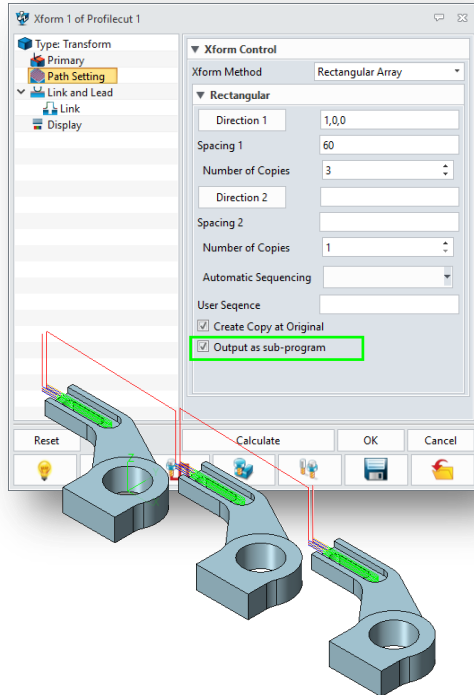 Xform 1 of Profilecut 1
Type: Transform
Primary
Path Setting
Link and Lead
Link
Display
Xform Control
Xform Method
Rectangular Array
Rectangular
Direction 1
1,0,0
Spacing 1
60
Number of Copies
3
Direction 2
Spacing 2
Number of Copies
1
Automatic Sequencing
User Seqence
Create Copy at Original
Output as sub-program
Reset
Calculate
OK
Cancel